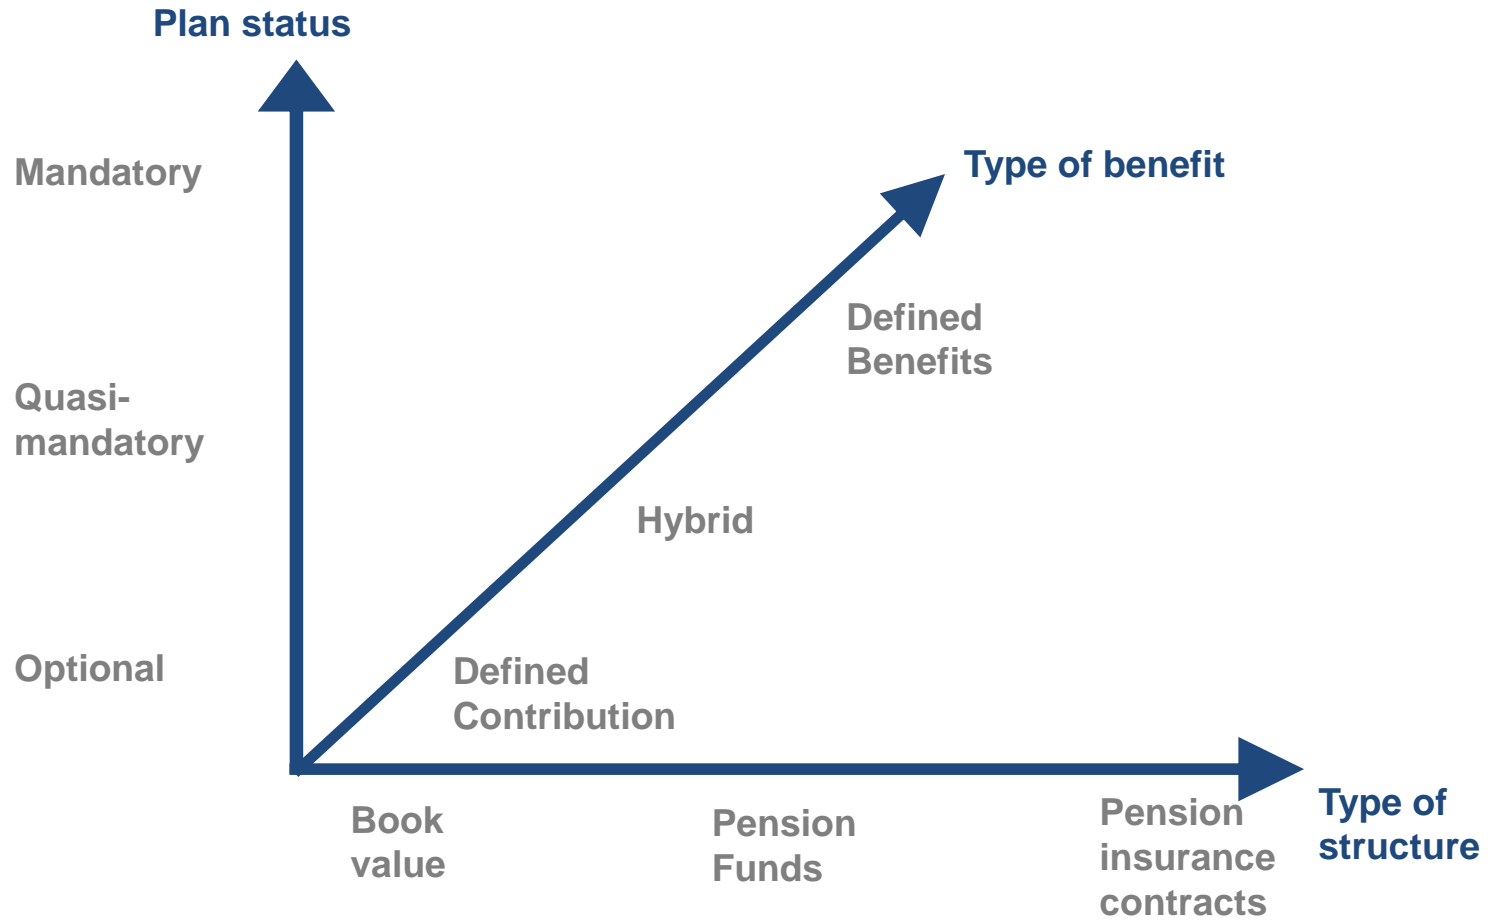 Plan status
Mandatory
Type of benefit
Defined
Benefits
Quasi-
mandatory
Hybrid
Optional
Defined
Contribution
Book
value
Pension
Funds
Pension
insurance
contracts
Type of
structure